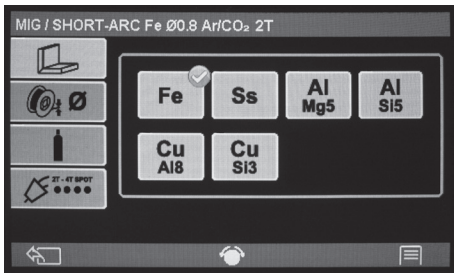 MIG / SHORT-ARC Fe Ø0.8 Ar/CO₂ 2T
Fe
Ss
Al
Mg5
Al
Si5
Ø
Cu
Al8
Cu
Si3
2T - 4T SPOT